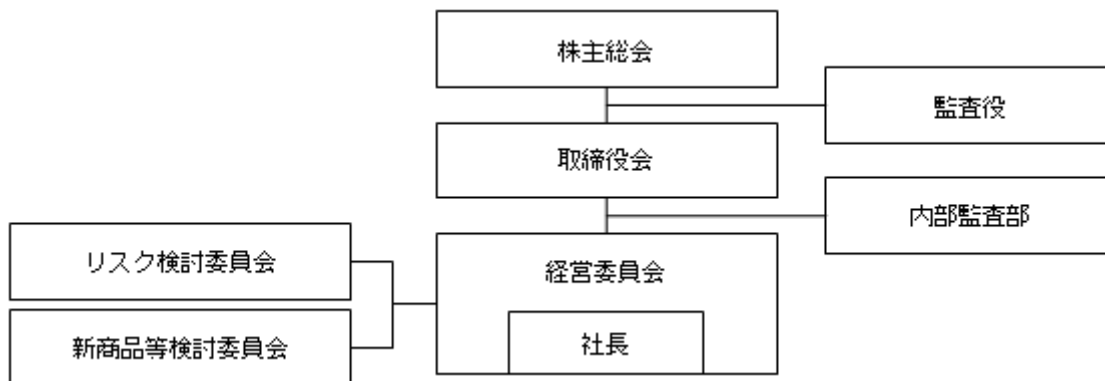 株主総会
監査役
取締役会
内部監査部
リスク検討委員会
経営委員会
新商品等検討委員会
社長